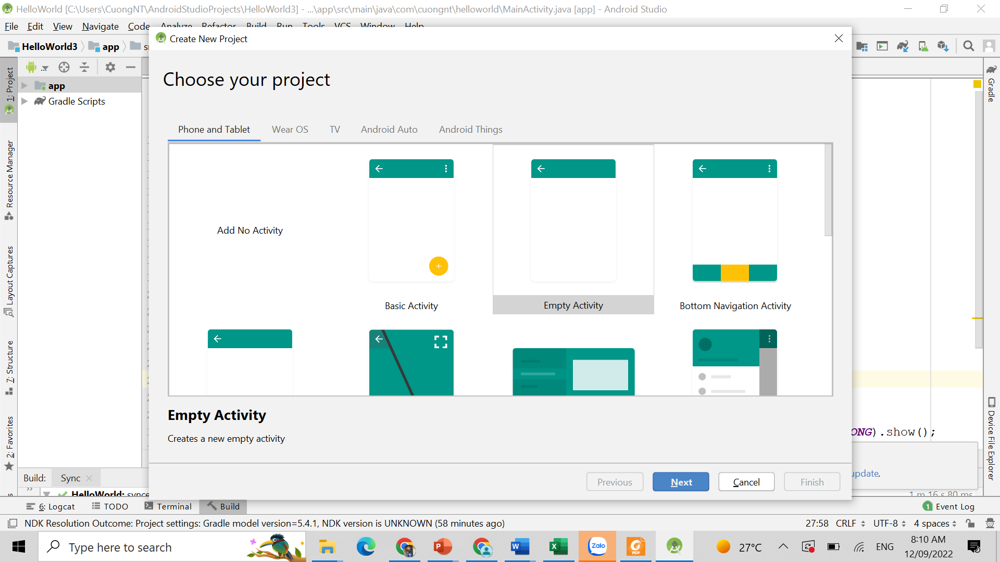 HelloWorld [C:\Users\CuongNT\AndroidStudioProjects\HelloWorld3] - ...\app\src\main\java\com\cuongnt\helloworld\MainActivity.java [app] - Android Studio
File Edit View Navigate Code Analyze Refactor Build Run Tools VCS Window Help
Create New Project
HelloWorld3 app
Choose your project
1: Project
app
Gradle Scripts
Gradle
Phone and Tablet Wear OS TV Android Auto Android Things
Resource Manager
Add No Activity
Basic Activity
Empty Activity
Bottom Navigation Activity
Layout Captures
7: Structure
2: Favorites
Empty Activity
Creates a new empty activity
ONG).show();
Device File Explorer
update.
Previous Next Cancel Finish
Build: Sync
HelloWorld: synce
1 m 16 s 80 ms
6: Logcat TODO Terminal Build
1 Event Log
NDK Resolution Outcome: Project settings: Gradle model version=5.4.1, NDK version is UNKNOWN (58 minutes ago)
27:58 CRLF UTF-8 4 spaces
Type here to search
Zalo
PDF
27°C
ENG
8:10 AM
12/09/2022